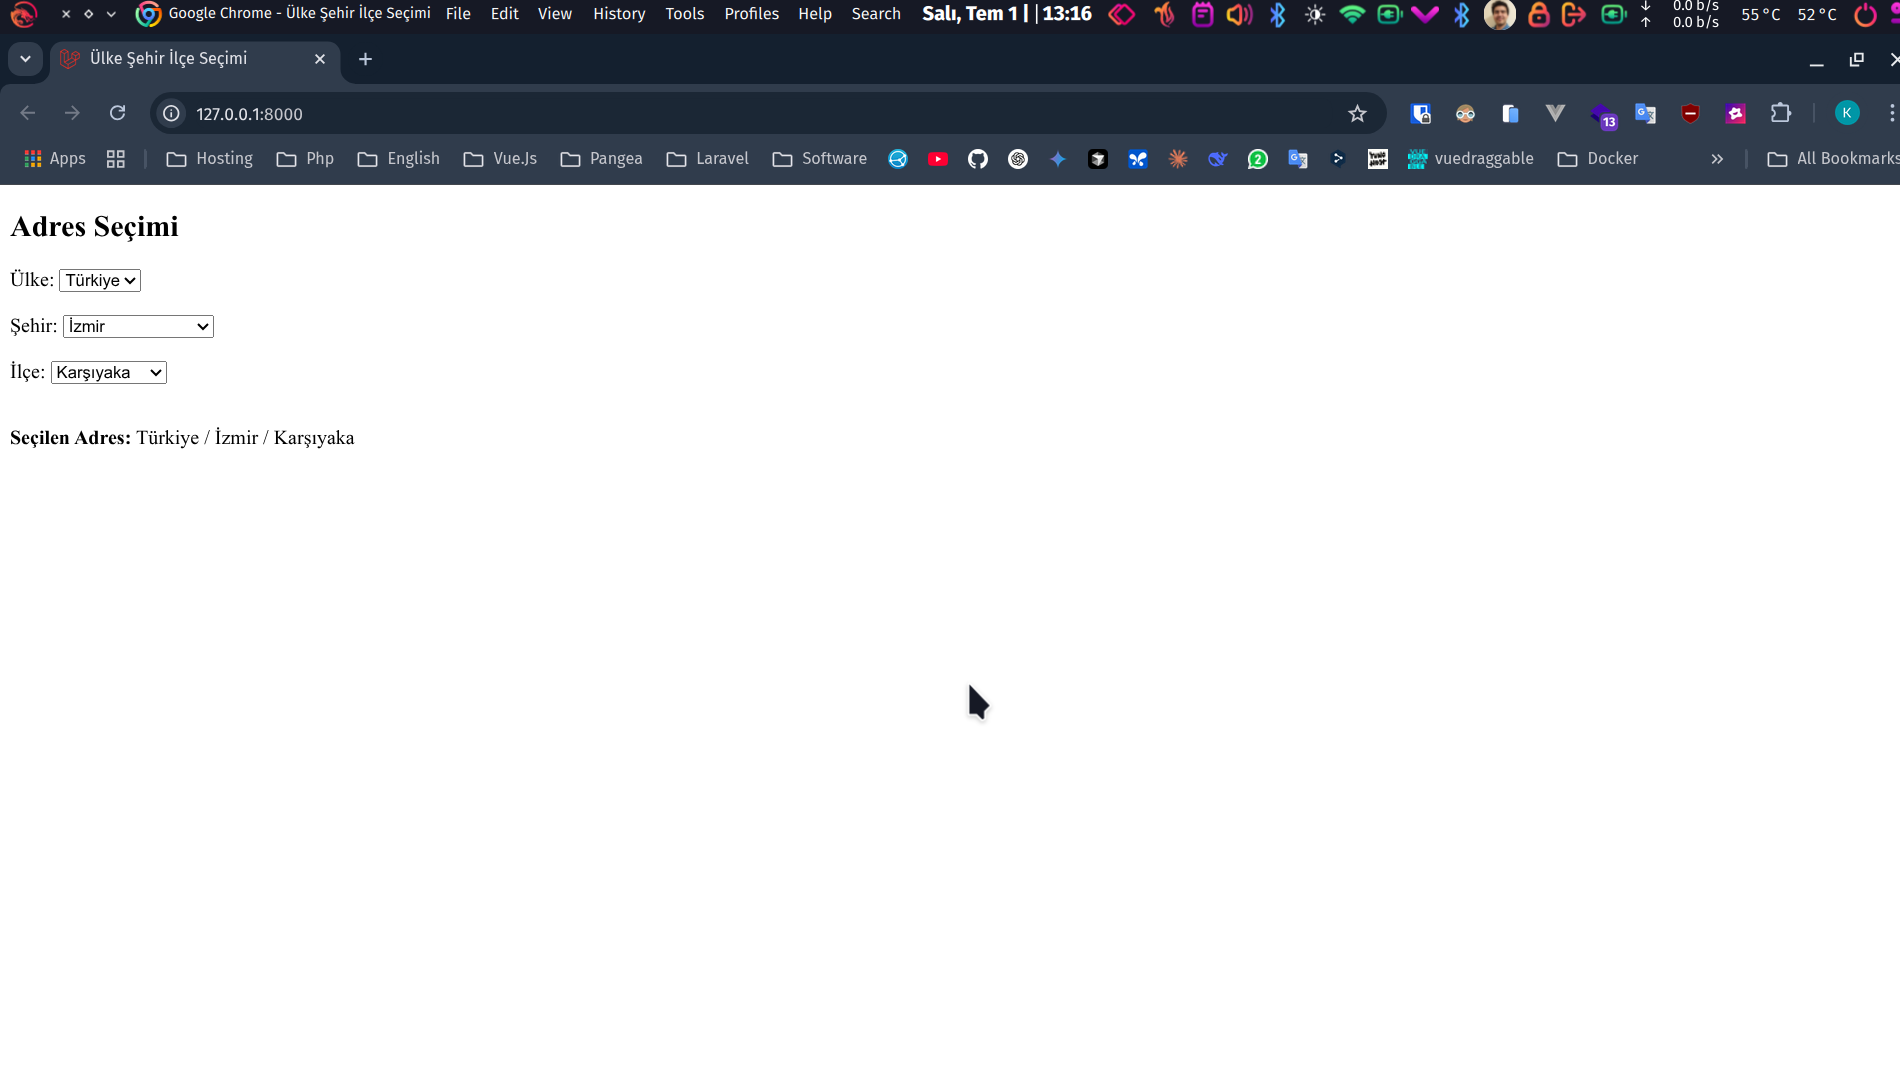 Google Chrome - Ülke Şehir İlçe Seçimi File Edit View History Tools Profiles Help Search Salı, Tem 1 | | 13:16 ↓ 0.0 b/s 55°C 52°C
↑ 0.0 b/s
Ülke Şehir İlçe Seçimi
127.0.0.1:8000 13 K
Apps Hosting Php English Vue.Js Pangea Laravel Software 2 vuedraggable Docker » All Bookmarks
Adres Seçimi
Ülke: Türkiye
Şehir: İzmir
İlçe: Karşıyaka
Seçilen Adres: Türkiye / İzmir / Karşıyaka